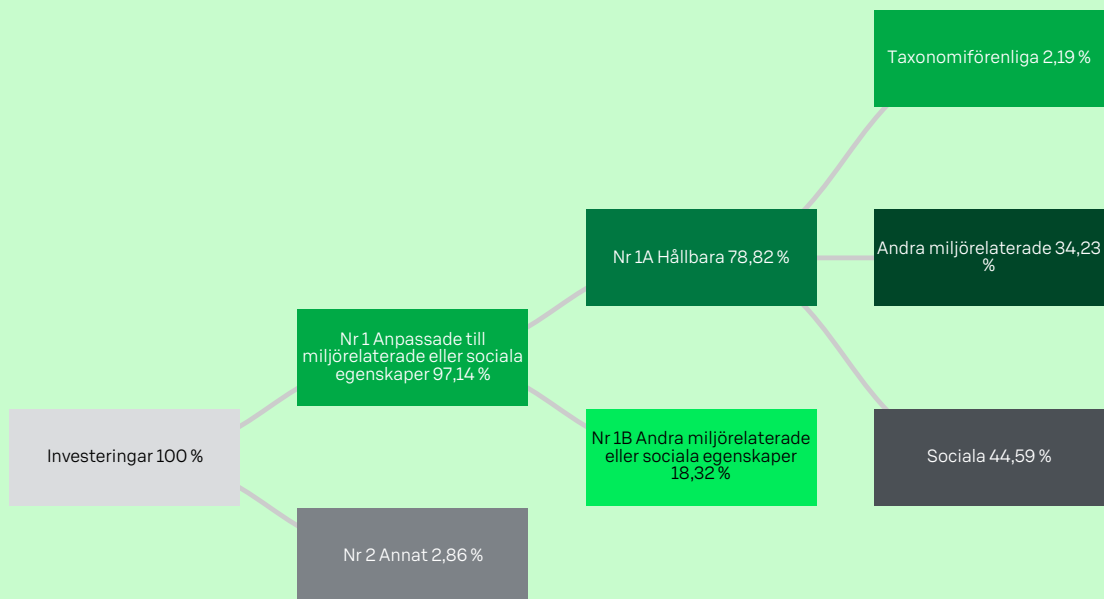 Taxonomiförenliga 2,19 %
Nr 1A Hållbara 78,82 %
Andra miljörelaterade 34,23
%
Nr 1 Anpassade till
miljörelaterade eller sociala
egenskaper 97,14 %
Investeringar 100 %
Nr 1B Andra miljörelaterade
eller sociala egenskaper
18,32 %
Sociala 44,59 %
Nr 2 Annat 2,86 %